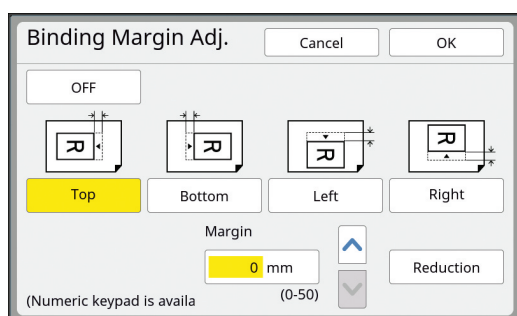 Binding Margin Adj.
Cancel
OK
OFF
R
R
R
R
Top
Bottom
Left
Right
Margin
0 mm
(0-50)
Reduction
(Numeric keypad is availa